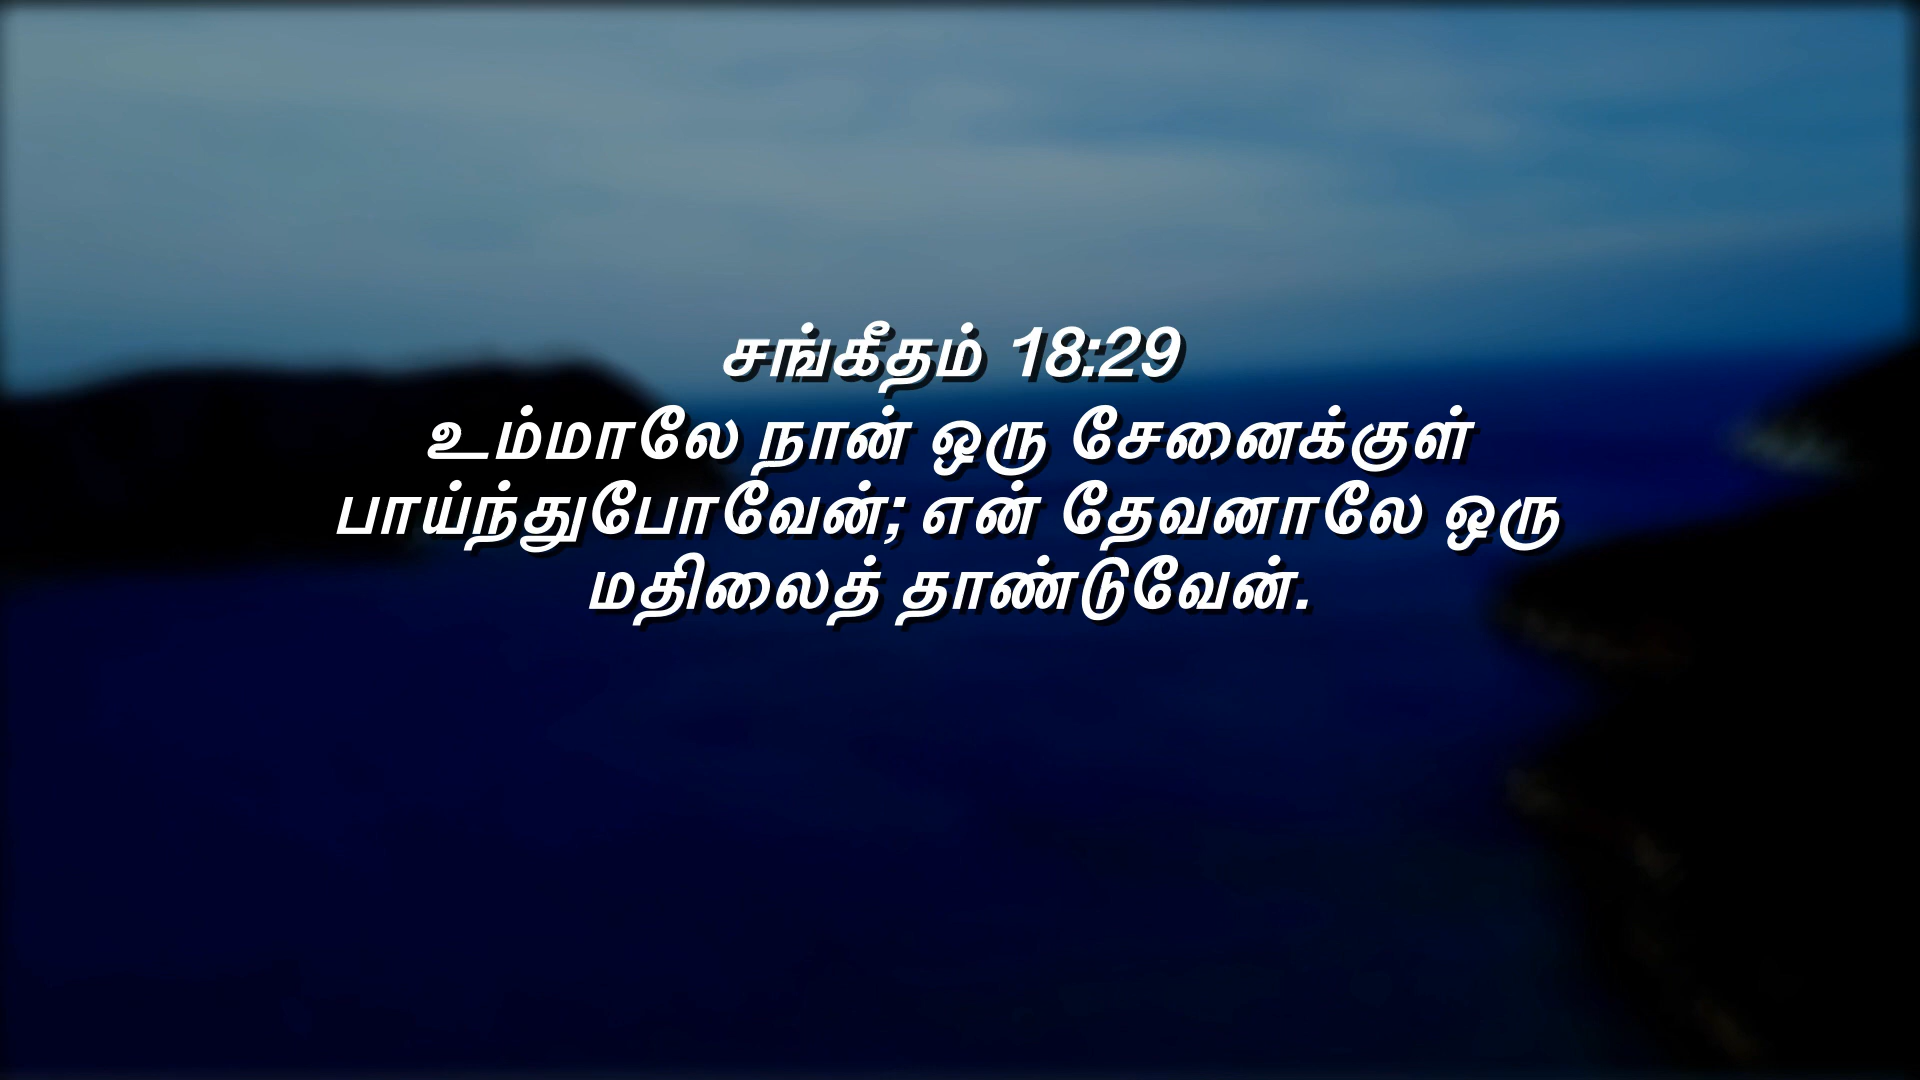 சங்கீதம் 18:29
உம்மாலே நான் ஒரு சேனைக்குள்
பாய்ந்துபோவேன்; என் தேவனாலே ஒரு
மதிலைத் தாண்டுவேன்.